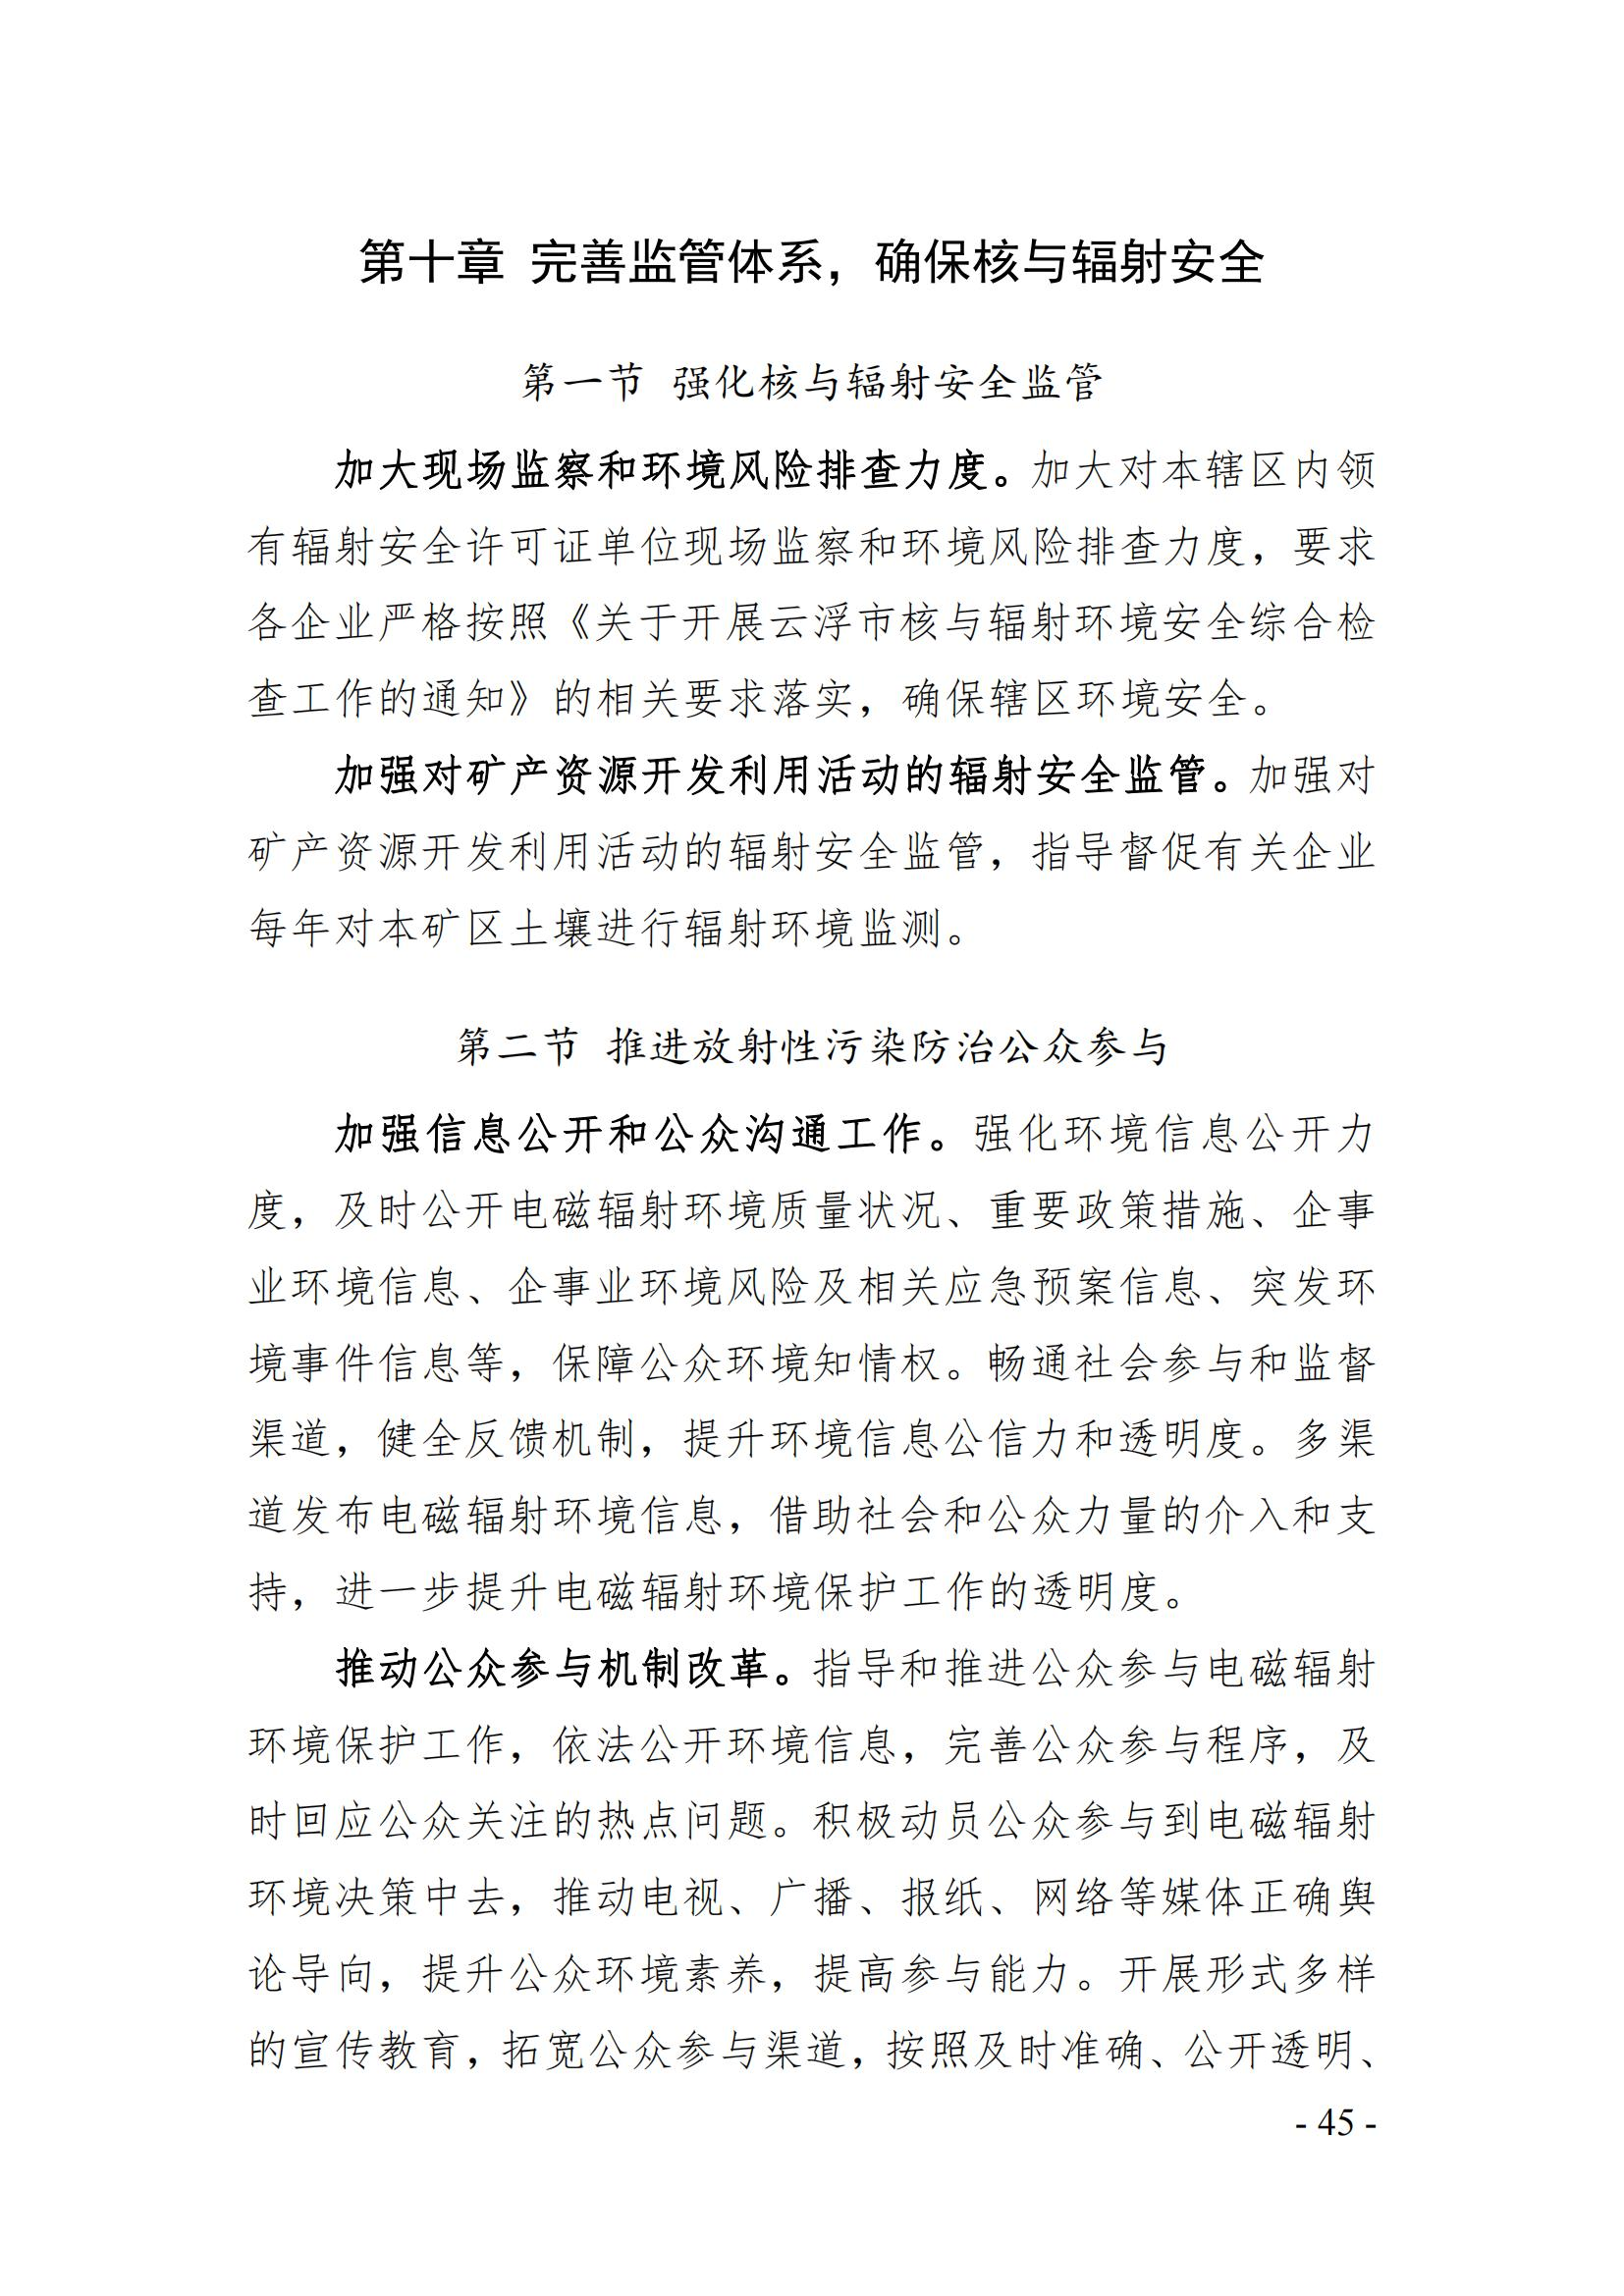 第十章 完善监管体系，确保核与辐射安全
第一节 强化核与辐射安全监管
加大现场监察和环境风险排查力度。加大对本辖区内领
有辐射安全许可证单位现场监察和环境风险排查力度，要求
各企业严格按照《关于开展云浮市核与辐射环境安全综合检
查工作的通知》的相关要求落实，确保辖区环境安全。
加强对矿产资源开发利用活动的辐射安全监管。加强对
矿产资源开发利用活动的辐射安全监管，指导督促有关企业
每年对本矿区土壤进行辐射环境监测。
第二节 推进放射性污染防治公众参与
加强信息公开和公众沟通工作。强化环境信息公开力
度，及时公开电磁辐射环境质量状况、重要政策措施、企事
业环境信息、企事业环境风险及相关应急预案信息、突发环
境事件信息等，保障公众环境知情权。畅通社会参与和监督
渠道，健全反馈机制，提升环境信息公信力和透明度。多渠
道发布电磁辐射环境信息，借助社会和公众力量的介入和支
持，进一步提升电磁辐射环境保护工作的透明度。
推动公众参与机制改革。指导和推进公众参与电磁辐射
环境保护工作，依法公开环境信息，完善公众参与程序，及
时回应公众关注的热点问题。积极动员公众参与到电磁辐射
环境决策中去，推动电视、广播、报纸、网络等媒体正确舆
论导向，提升公众环境素养，提高参与能力。开展形式多样
的宣传教育，拓宽公众参与渠道，按照及时准确、公开透明、
- 45 -